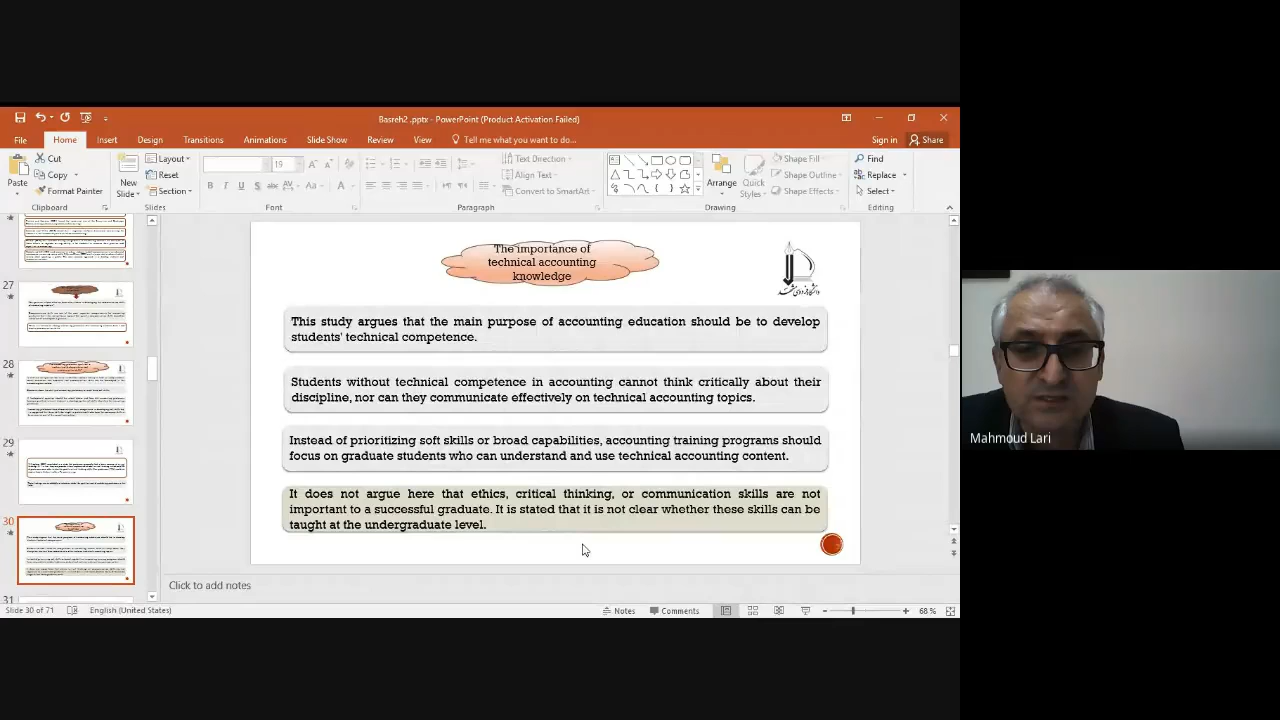 Basreh2 .pptx - PowerPoint (Product Activation Failed)
File Home Insert Design Transitions Animations Slide Show Review View Tell me what you want to do... Sign in Share
Cut
Copy
Format Painter
Paste
Clipboard
New
Slide
Layout
Reset
Section
Slides
19
Font
Text Direction
Align Text
Convert to SmartArt
Paragraph
Arrange
Quick
Styles
Shape Fill
Shape Outline
Shape Effects
Drawing
Find
Replace
Select
Editing
27
28
29
30
31
The importance of
technical accounting
knowledge
This study argues that the main purpose of accounting education should be to develop
students' technical competence.
Students without technical competence in accounting cannot think critically about their
discipline, nor can they communicate effectively on technical accounting topics.
Instead of prioritizing soft skills or broad capabilities, accounting training programs should
focus on graduate students who can understand and use technical accounting content.
It does not argue here that ethics, critical thinking, or communication skills are not
important to a successful graduate. It is stated that it is not clear whether these skills can be
taught at the undergraduate level.
Click to add notes
Slide 30 of 71 English (United States) Notes Comments 68 %
Mahmoud Lari